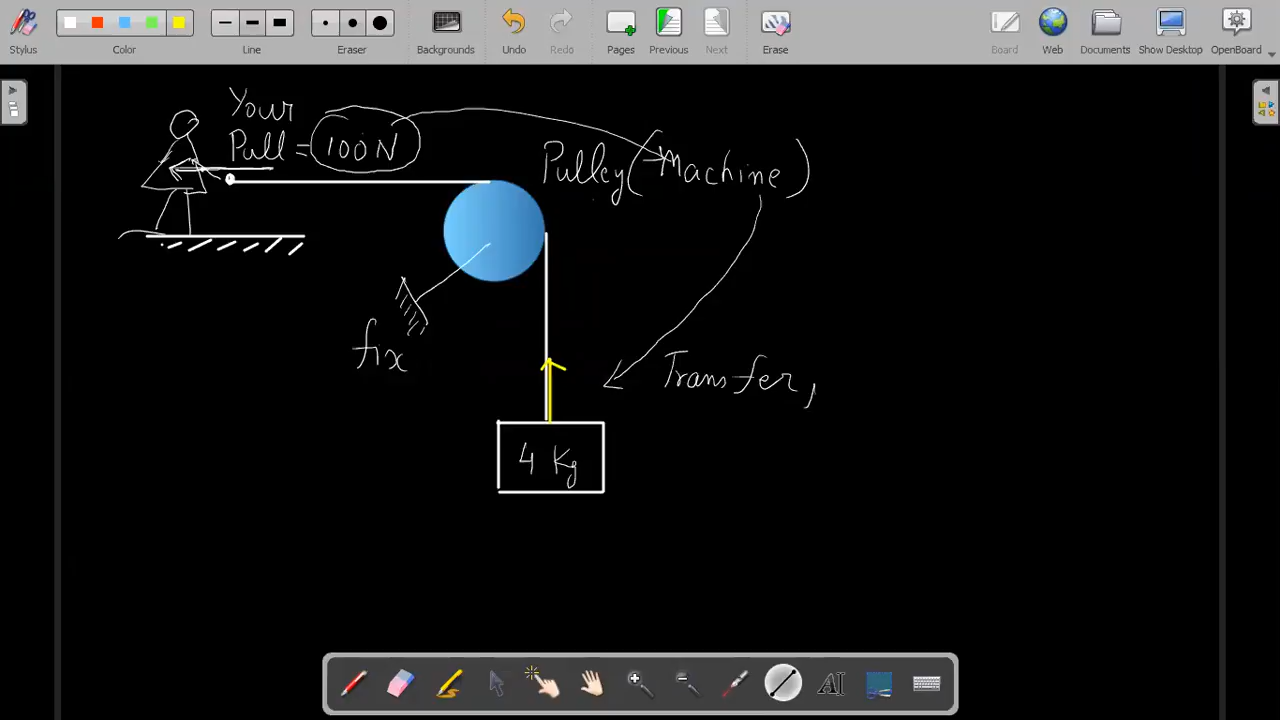 Stylus
Color
Line
Eraser
Backgrounds
Undo
Redo
Pages
Previous
Next
Erase
Board
Web
Documents
Show Desktop
OpenBoard
Your
Pull = 100N
Pulley (Machine)
fix
Transfer,
4 Kg
AI